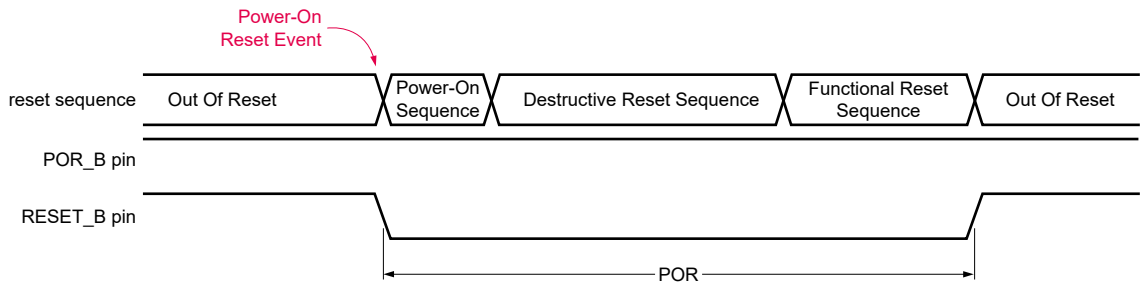 Power-On
Reset Event
reset sequence
Out Of Reset
Power-On
Sequence
Destructive Reset Sequence
Functional Reset
Sequence
Out Of Reset
POR_B pin
RESET_B pin
POR